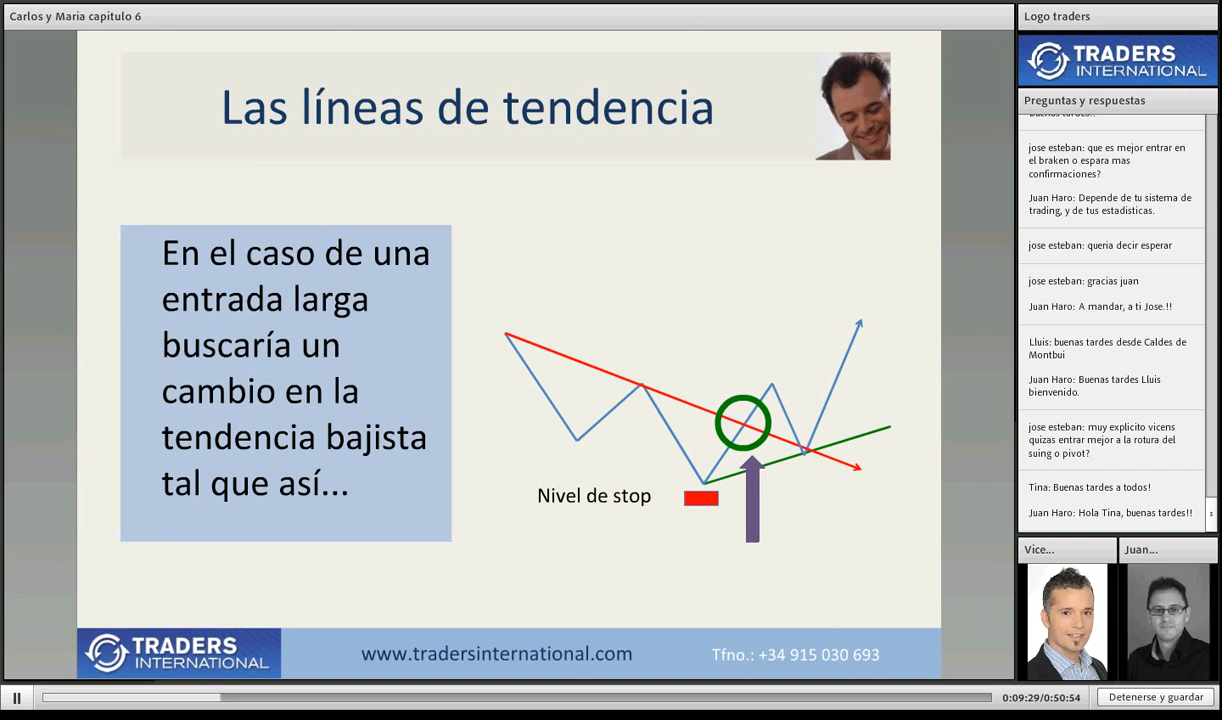 Carlos y Maria capitulo 6
Las líneas de tendencia
En el caso de una
entrada larga
buscaría un
cambio en la
tendencia bajista
tal que así...
Nivel de stop
TRADERS
INTERNATIONAL
www.tradersinternational.com
Tfno.: +34 915 030 693
0:09:29/0:50:54
Detenerse y guardar
Logo traders
TRADERS
INTERNATIONAL
Preguntas y respuestas
jose esteban: que es mejor entrar en
el braken o espara mas
confirmaciones?
Juan Haro: Depende de tu sistema de
trading, y de tus estadisticas.
jose esteban: queria decir esperar
jose esteban: gracias juan
Juan Haro: A mandar, a ti Jose.!!
Lluis: buenas tardes desde Caldes de
Montbui
Juan Haro: Buenas tardes Lluis
bienvenido.
jose esteban: muy explicito vicens
quizas entrar mejor a la rotura del
suing o pivot?
Tina: Buenas tardes a todos!
Juan Haro: Hola Tina, buenas tardes!!
Vice...
Juan...